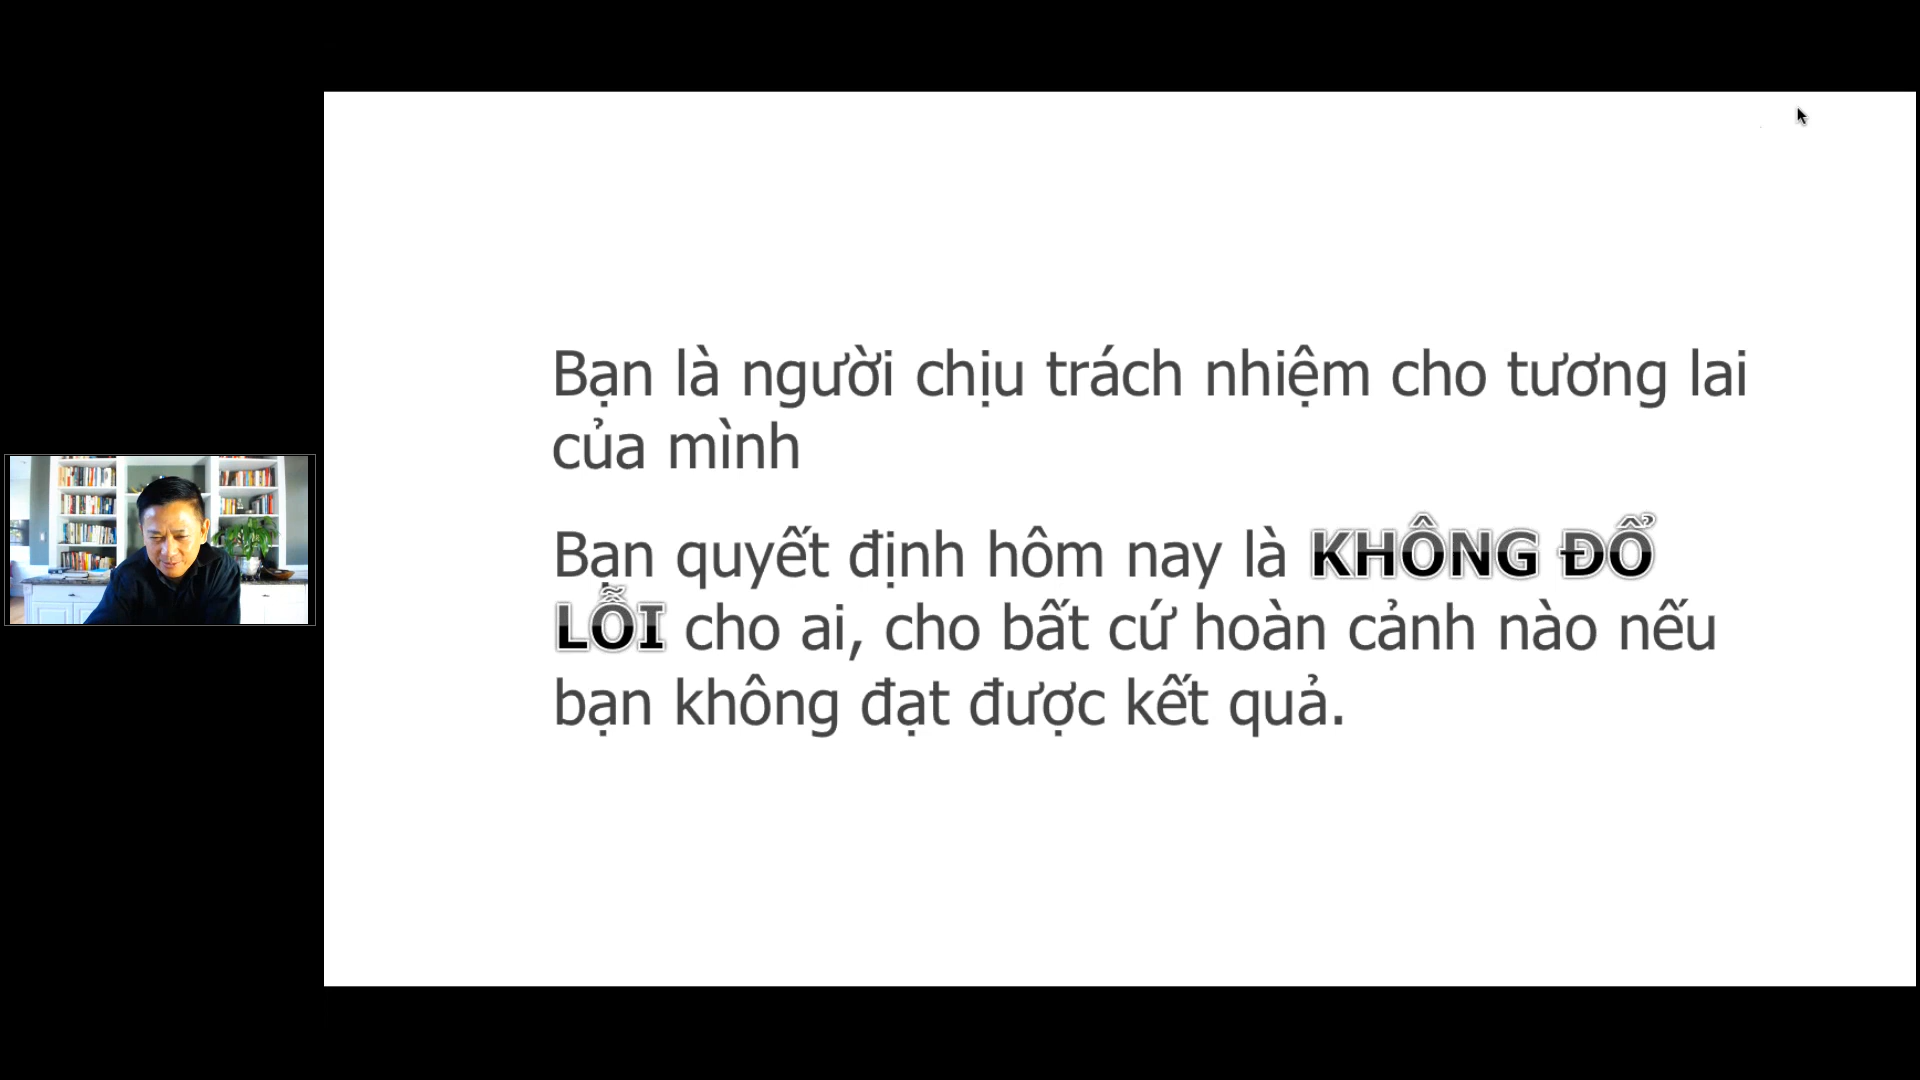 Bạn là người chịu trách nhiệm cho tương lai
của mình
Bạn quyết định hôm nay là KHÔNG ĐỔ
LỖI cho ai, cho bất cứ hoàn cảnh nào nếu
bạn không đạt được kết quả.